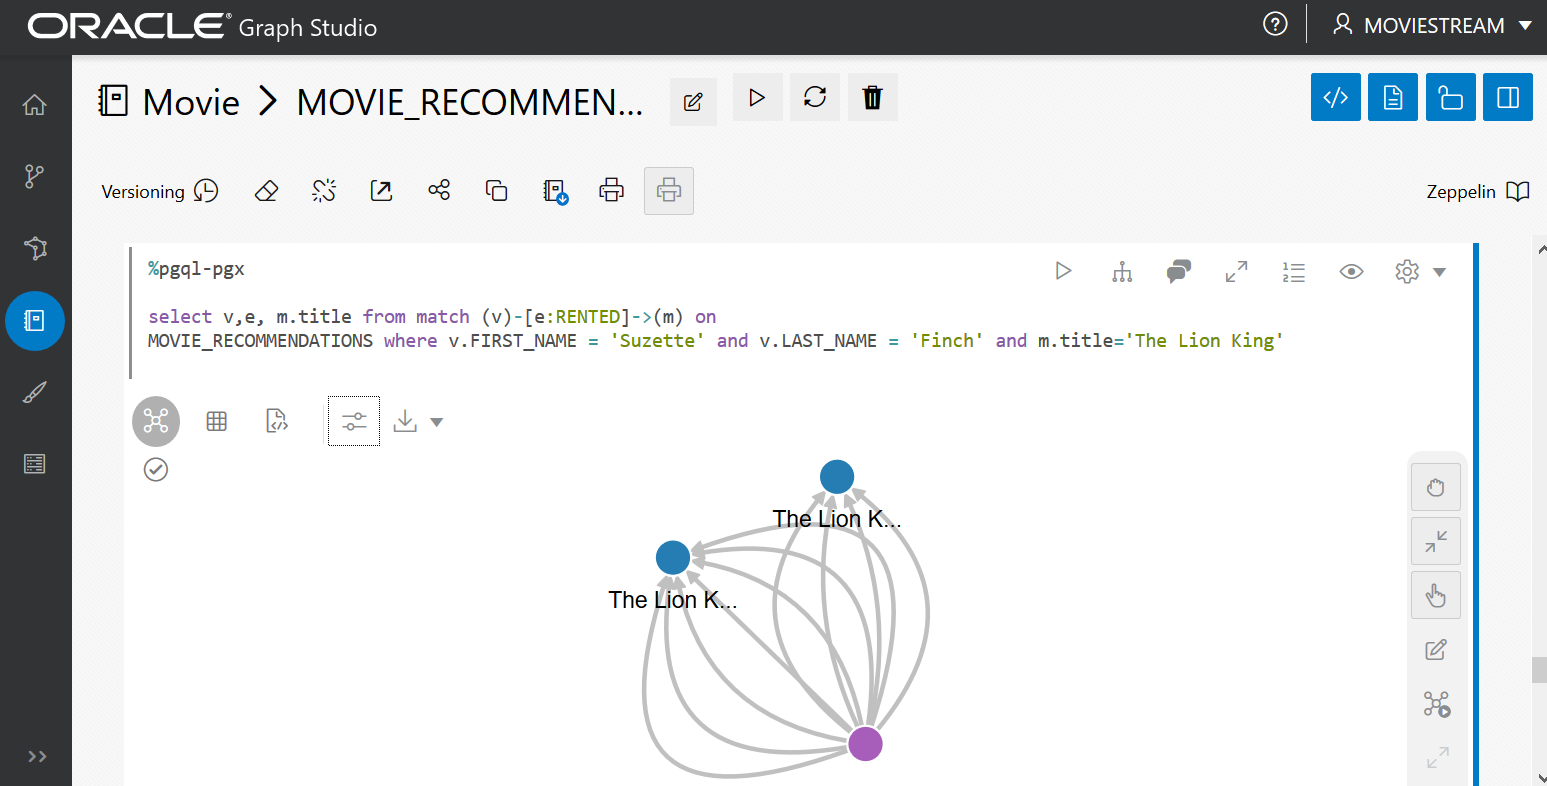 ORACLE® Graph Studio
MOVIESTREAM
Movie > MOVIE_RECOMMEN...
Versioning
Zeppelin
%pgql-pgx
select v,e, m.title from match (v)-[e:RENTED]->(m) on
MOVIE_RECOMMENDATIONS where v.FIRST_NAME = 'Suzette' and v.LAST_NAME = 'Finch' and m.title='The Lion King'
The Lion K...
The Lion K...